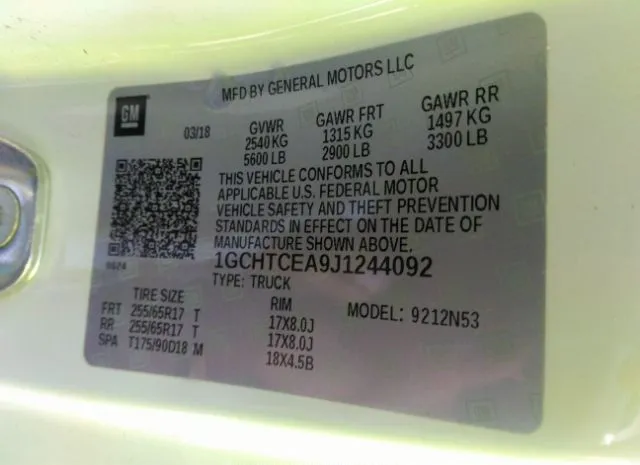 MFD BY GENERAL MOTORS LLC
GM
03/18
GVWR
2540 KG
5600 LB
GAWR FRT
1315 KG
2900 LB
GAWR RR
1497 KG
3300 LB
THIS VEHICLE CONFORMS TO ALL
APPLICABLE U.S. FEDERAL MOTOR
VEHICLE SAFETY AND THEFT PREVENTION
STANDARDS IN EFFECT ON THE DATE OF
MANUFACTURE SHOWN ABOVE.
1GCHTCEA9J1244092
TYPE: TRUCK
MODEL: 9212N53
TIRE SIZE RIM
FRT 255/65R17 T 17X8.0J
RR 255/65R17 T 17X8.0J
SPA T175/90D18 M 18X4.5B